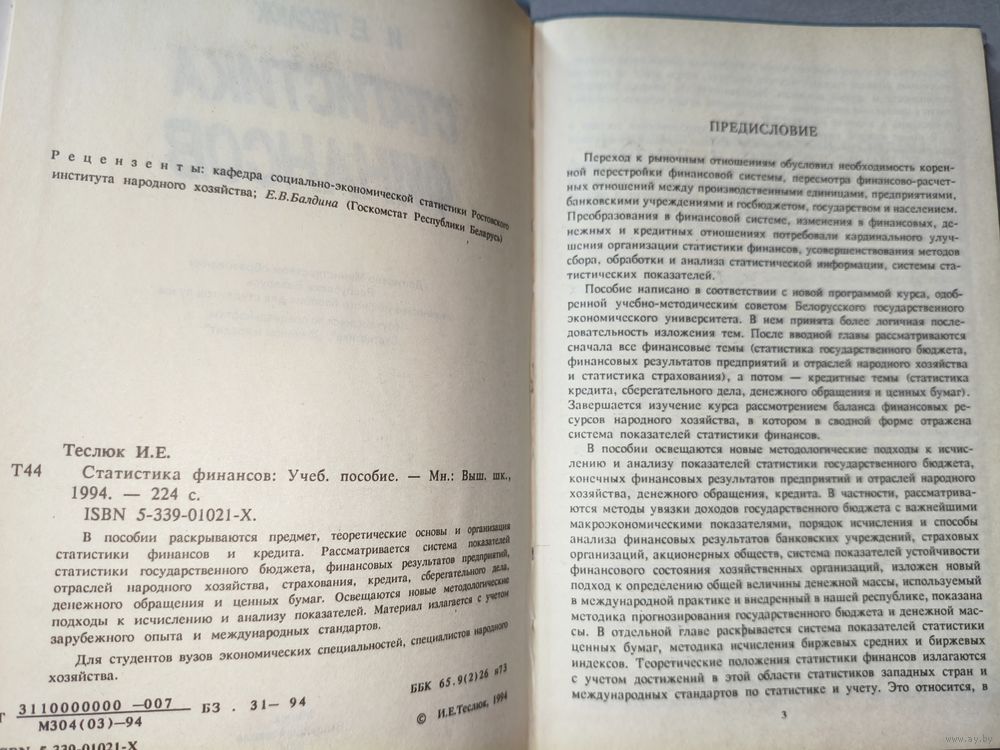 Рецензенты: кафедра социально-экономической статистики Ростовского
института народного хозяйства; Е.В.Балдина (Госкомстат Республики Беларусь)
Теслюк И.Е.
Т44
Статистика финансов: Учеб. пособие. — Мн.: Выш. шк.,
1994. — 224 с.
ISBN 5-339-01021-X.
В пособии раскрываются предмет, теоретические основы и организация
статистики финансов и кредита. Рассматривается система показателей
статистики государственного бюджета, финансовых результатов предприятий,
отраслей народного хозяйства, страхования, кредита, сберегательного дела,
денежного обращения и ценных бумаг. Освещаются новые методологические
подходы к исчислению и анализу показателей. Материал излагается с учетом
зарубежного опыта и международных стандартов.
Для студентов вузов экономических специальностей, специалистов народного
хозяйства.
Т 3110000000 —007
М304(03)—94
БЗ . 31— 94
ББК 65.9(2)26 я73
© И.Е.Теслюк, 1994
5-339-01021-X
ПРЕДИСЛОВИЕ
Переход к рыночным отношениям обусловил необходимость корен-
ной перестройки финансовой системы, пересмотра финансово-расчет-
ных отношений между производственными единицами, предприятиями,
банковскими учреждениями и госбюджетом, государством и населением.
Преобразования в финансовой системе, изменения в финансовых, де-
нежных и кредитных отношениях потребовали кардинального улуч-
шения организации статистики финансов, усовершенствования методов
сбора, обработки и анализа статистической информации, системы ста-
тистических показателей.
Пособие написано в соответствии с новой программой курса, одоб-
ренной учебно-методическим советом Белорусского государственного
экономического университета. В нем принята более логичная после-
довательность изложения тем. После вводной главы рассматриваются
сначала все финансовые темы (статистика государственного бюджета,
финансовых результатов предприятий и отраслей народного хозяйства
и статистика страхования), а потом — кредитные темы (статистика
кредита, сберегательного дела, денежного обращения и ценных бумаг).
Завершается изучение курса рассмотрением баланса финансовых ре-
сурсов народного хозяйства, в котором в сводной форме отражена
система показателей статистики финансов.
В пособии освещаются новые методологические подходы к исчис-
лению и анализу показателей статистики государственного бюджета,
конечных финансовых результатов предприятий и отраслей народного
хозяйства, денежного обращения, кредита. В частности, рассматрива-
ются методы увязки доходов государственного бюджета с важнейшими
макроэкономическими показателями, порядок исчисления и способы
анализа финансовых результатов банковских учреждений, страховых
организаций, акционерных обществ, система показателей устойчивости
финансового состояния хозяйственных организаций, изложен новый
подход к определению общей величины денежной массы, используемый
в международной практике и внедренный в нашей республике, показана
методика прогнозирования государственного бюджета и денежной мас-
сы. В отдельной главе раскрывается система показателей статистики
ценных бумаг, методика исчисления биржевых средних и биржевых
индексов. Теоретические положения статистики финансов излагаются
с учетом достижений в этой области статистиков западных стран и
международных стандартов по статистике и учету. Это относится, в
3
www.ay.by